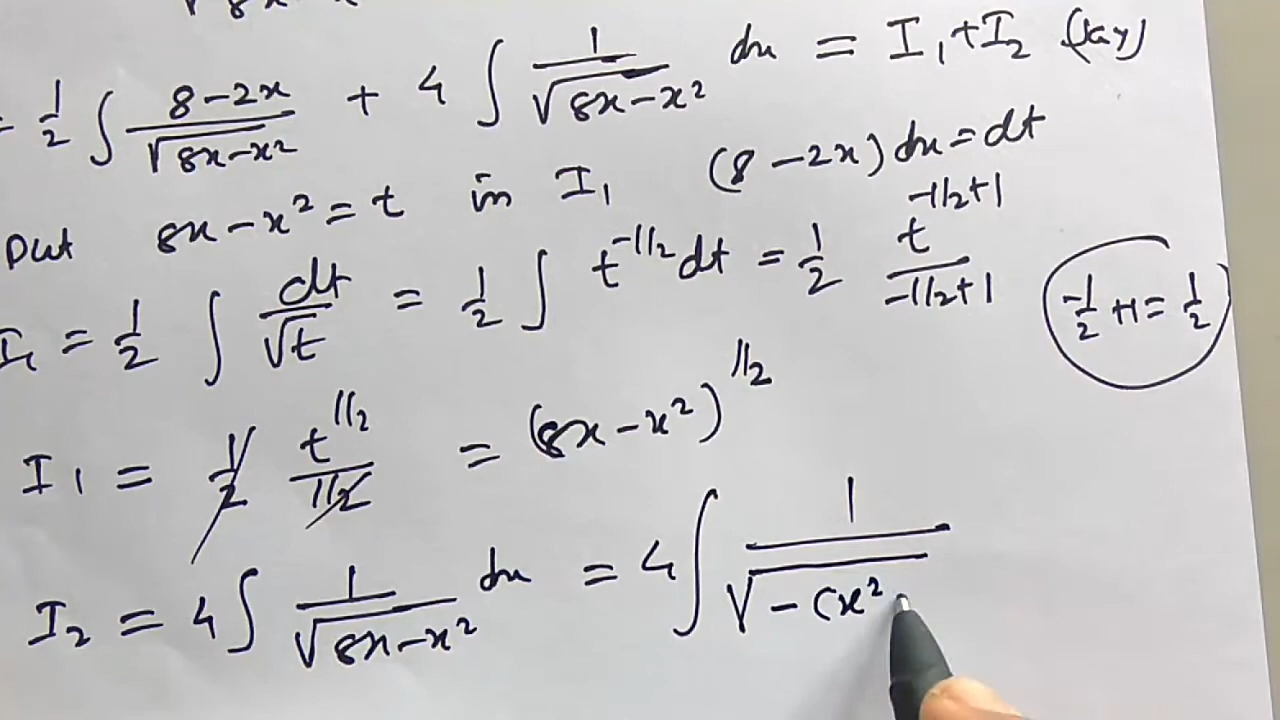 √8x-x
= 1/2 ∫ (8-2x)/√(8x-x²) + 4 ∫ 1/√(8x-x²) dx = I₁+I₂ (say)
Put 8x-x² = t in I₁ (8-2x) dx = dt
I₁ = 1/2 ∫ dt/√t = 1/2 ∫ t^(-1/2) dt = 1/2 t^(-1/2+1)/(-1/2+1)
-1/2 +1 = 1/2
I₁ = 1/2 t^(1/2)/(1/2) = (8x-x²)^(1/2)
I₂ = 4 ∫ 1/√(8x-x²) dx = 4 ∫ 1/√(-(x²